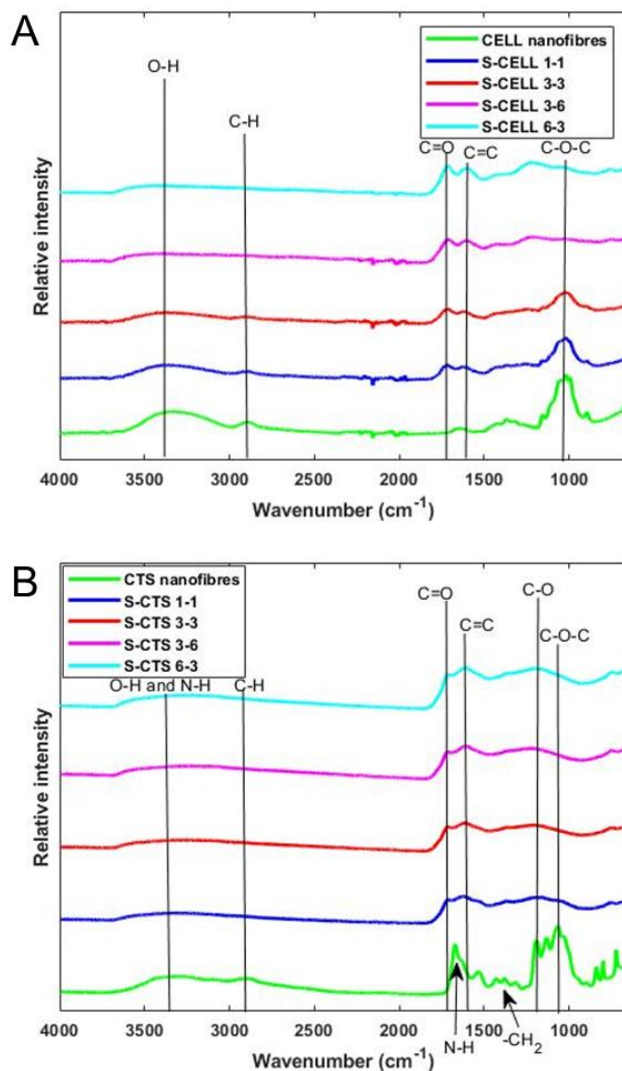 A
O-H
C-H
CELL nanofibres
S-CELL 1-1
S-CELL 3-3
S-CELL 3-6
S-CELL 6-3
C=O
C=C
C-O-C
Relative intensity
4000 3500 3000 2500 2000 1500 1000
Wavenumber (cm-1)
B
CTS nanofibres
S-CTS 1-1
S-CTS 3-3
S-CTS 3-6
S-CTS 6-3
O-H and N-H
C-H
C=O
C=C
C-O
C-O-C
Relative intensity
N-H
-CH2
4000 3500 3000 2500 2000 1500 1000
Wavenumber (cm-1)